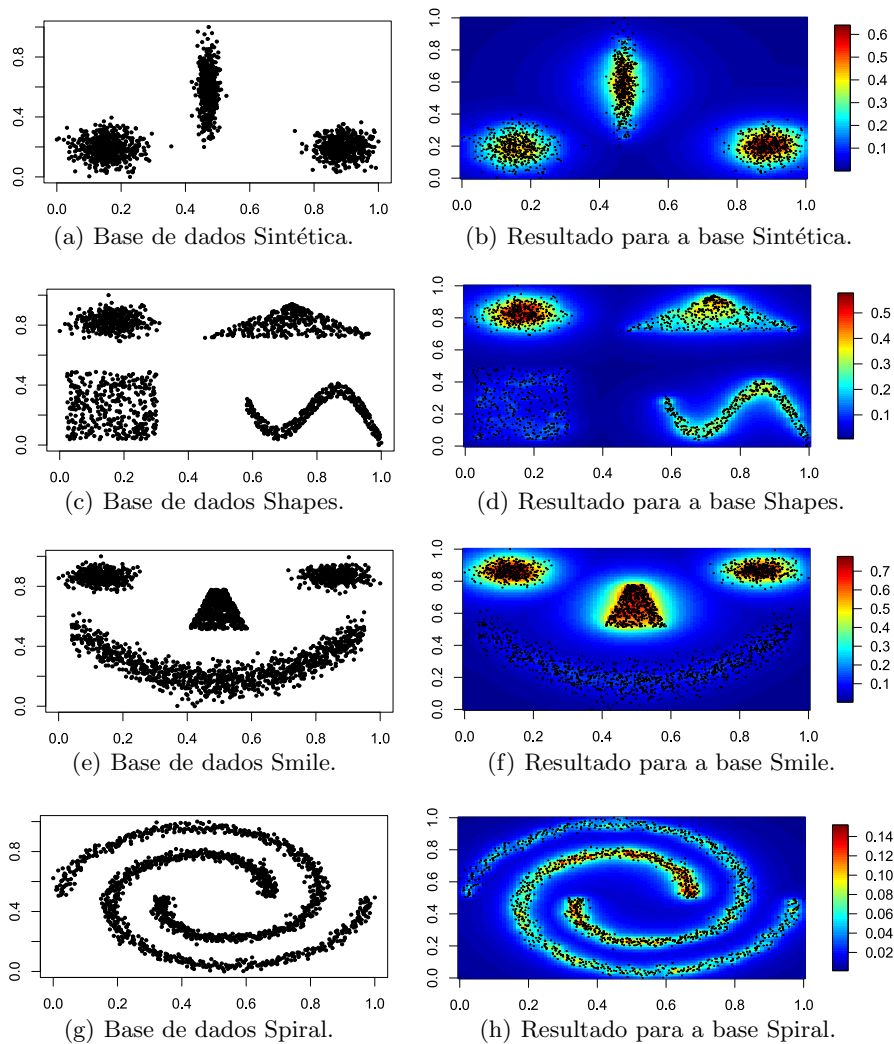 0.8
0.4
0.0
0.0 0.2 0.4 0.6 0.8 1.0
(a) Base de dados Sintética.
0.0 0.2 0.4 0.6 0.8 1.0
0.0 0.2 0.4 0.6 0.8 1.0
0.6
0.5
0.4
0.3
0.2
0.1
(b) Resultado para a base Sintética.
0.8
0.4
0.0
0.0 0.2 0.4 0.6 0.8 1.0
(c) Base de dados Shapes.
0.0 0.2 0.4 0.6 0.8 1.0
0.0 0.2 0.4 0.6 0.8 1.0
0.5
0.4
0.3
0.2
0.1
(d) Resultado para a base Shapes.
0.8
0.4
0.0
0.0 0.2 0.4 0.6 0.8 1.0
(e) Base de dados Smile.
0.0 0.2 0.4 0.6 0.8 1.0
0.0 0.2 0.4 0.6 0.8 1.0
0.7
0.6
0.5
0.4
0.3
0.2
0.1
(f) Resultado para a base Smile.
0.8
0.4
0.0
0.0 0.2 0.4 0.6 0.8 1.0
(g) Base de dados Spiral.
0.0 0.2 0.4 0.6 0.8 1.0
0.0 0.2 0.4 0.6 0.8 1.0
0.14
0.12
0.10
0.08
0.06
0.04
0.02
(h) Resultado para a base Spiral.